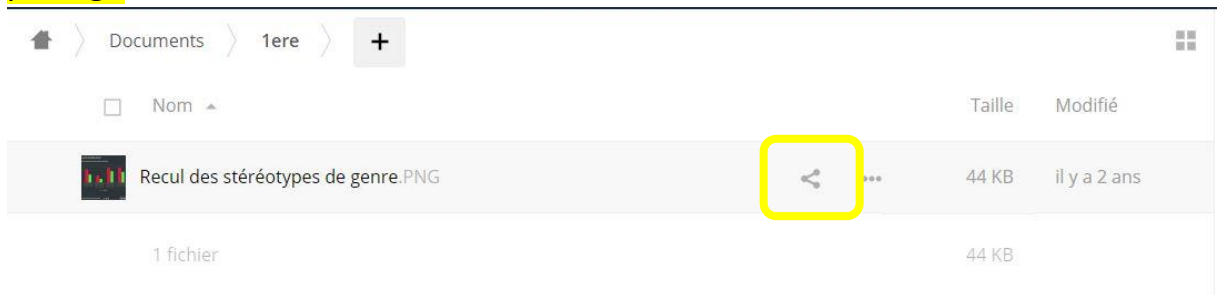 Documents 1ere +
Nom Taille Modifié
Recul des stéréotypes de genre.PNG 44 KB il y a 2 ans
1 fichier 44 KB